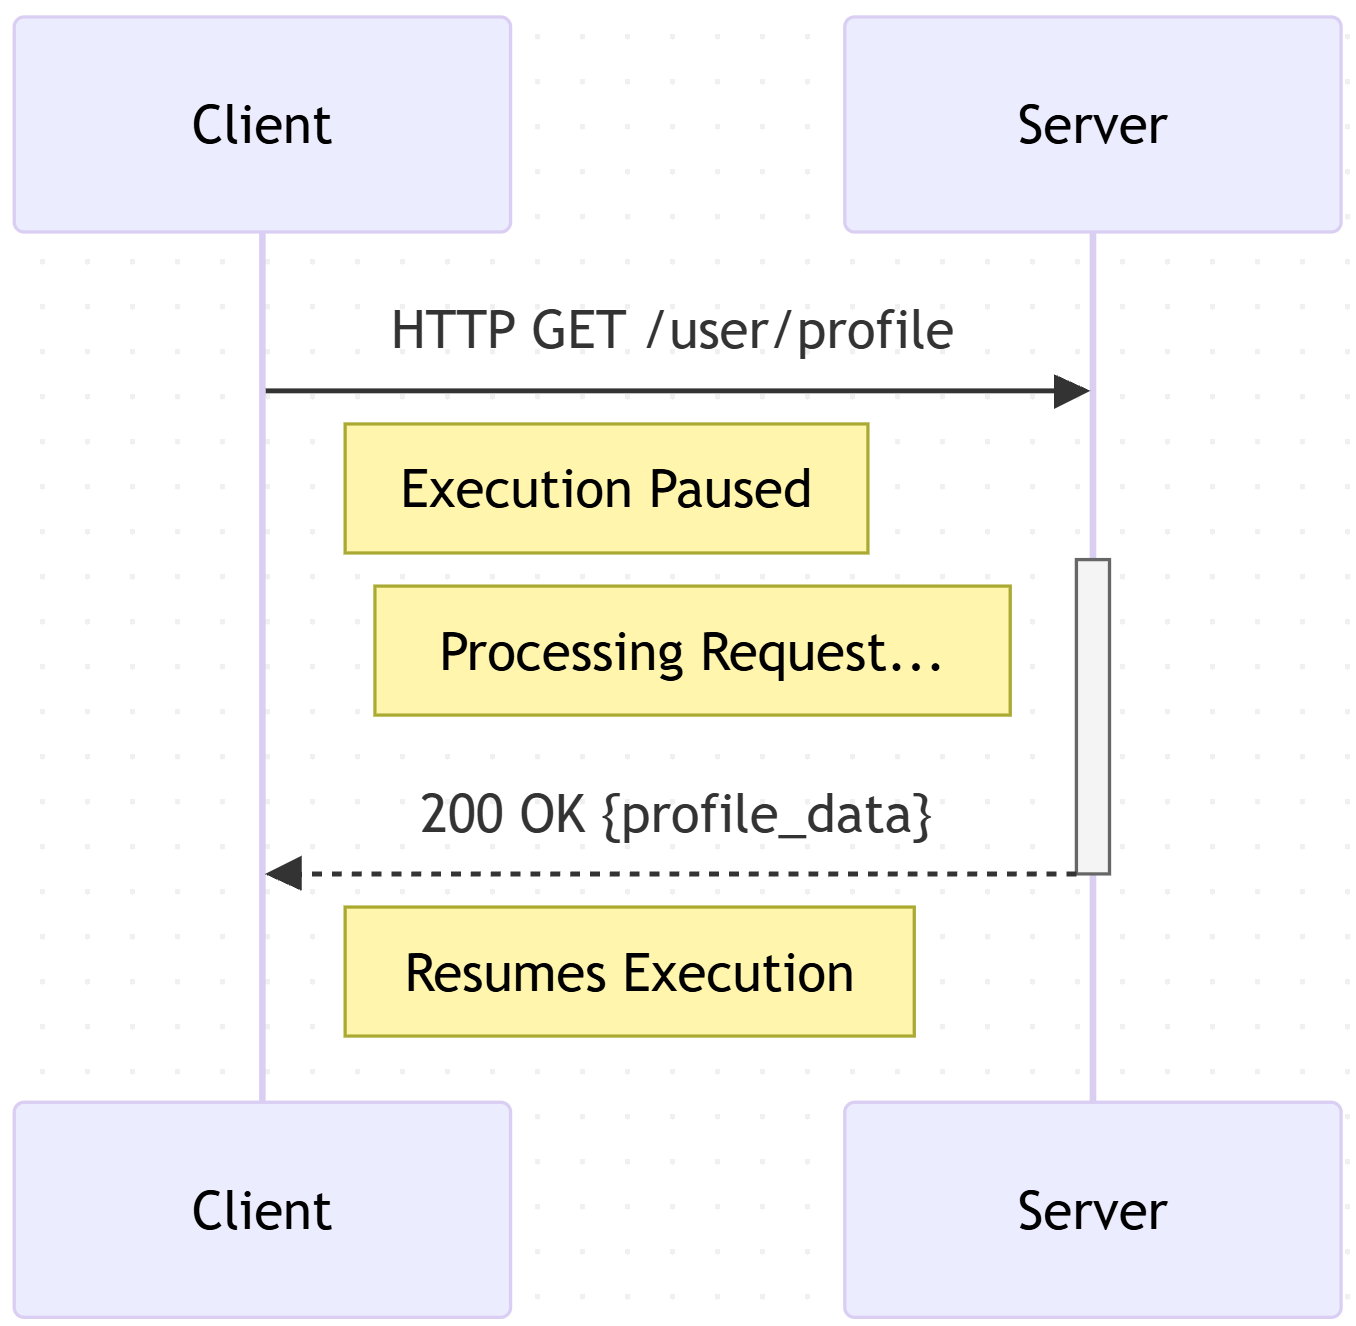 Client
Server
HTTP GET /user/profile
Execution Paused
Processing Request...
200 OK {profile_data}
Resumes Execution
Client
Server